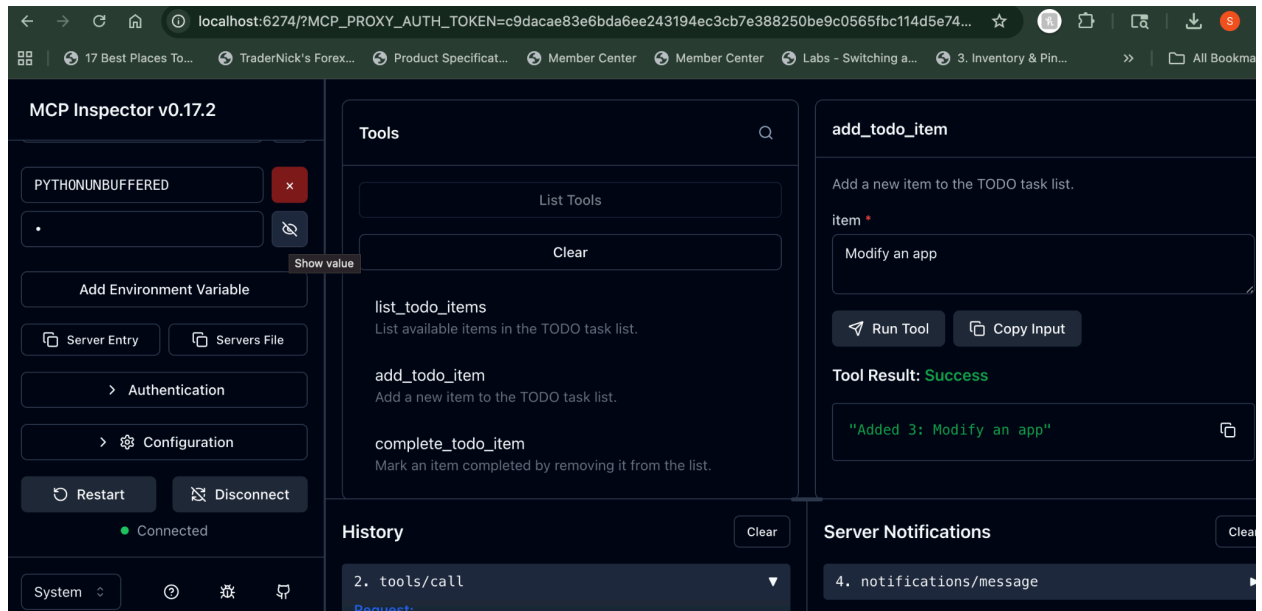 localhost:6274/?MCP_PROXY_AUTH_TOKEN=c9dacae83e6bda6ee243194ec3cb7e388250be9c0565fbc114d5e74...
S
17 Best Places To...
TraderNick's Forex...
Product Specificat...
Member Center
Member Center
Labs - Switching a...
3. Inventory & Pin...
All Bookma
MCP Inspector v0.17.2
PYTHONUNBUFFERED
Show value
Add Environment Variable
Server Entry
Servers File
Authentication
Configuration
Restart
Disconnect
Connected
System
Tools
List Tools
Clear
list_todo_items
List available items in the TODO task list.
add_todo_item
Add a new item to the TODO task list.
complete_todo_item
Mark an item completed by removing it from the list.
History
Clear
2. tools/call
Request:
add_todo_item
Add a new item to the TODO task list.
item *
Modify an app
Run Tool
Copy Input
Tool Result: Success
"Added 3: Modify an app"
Server Notifications
Clear
4. notifications/message